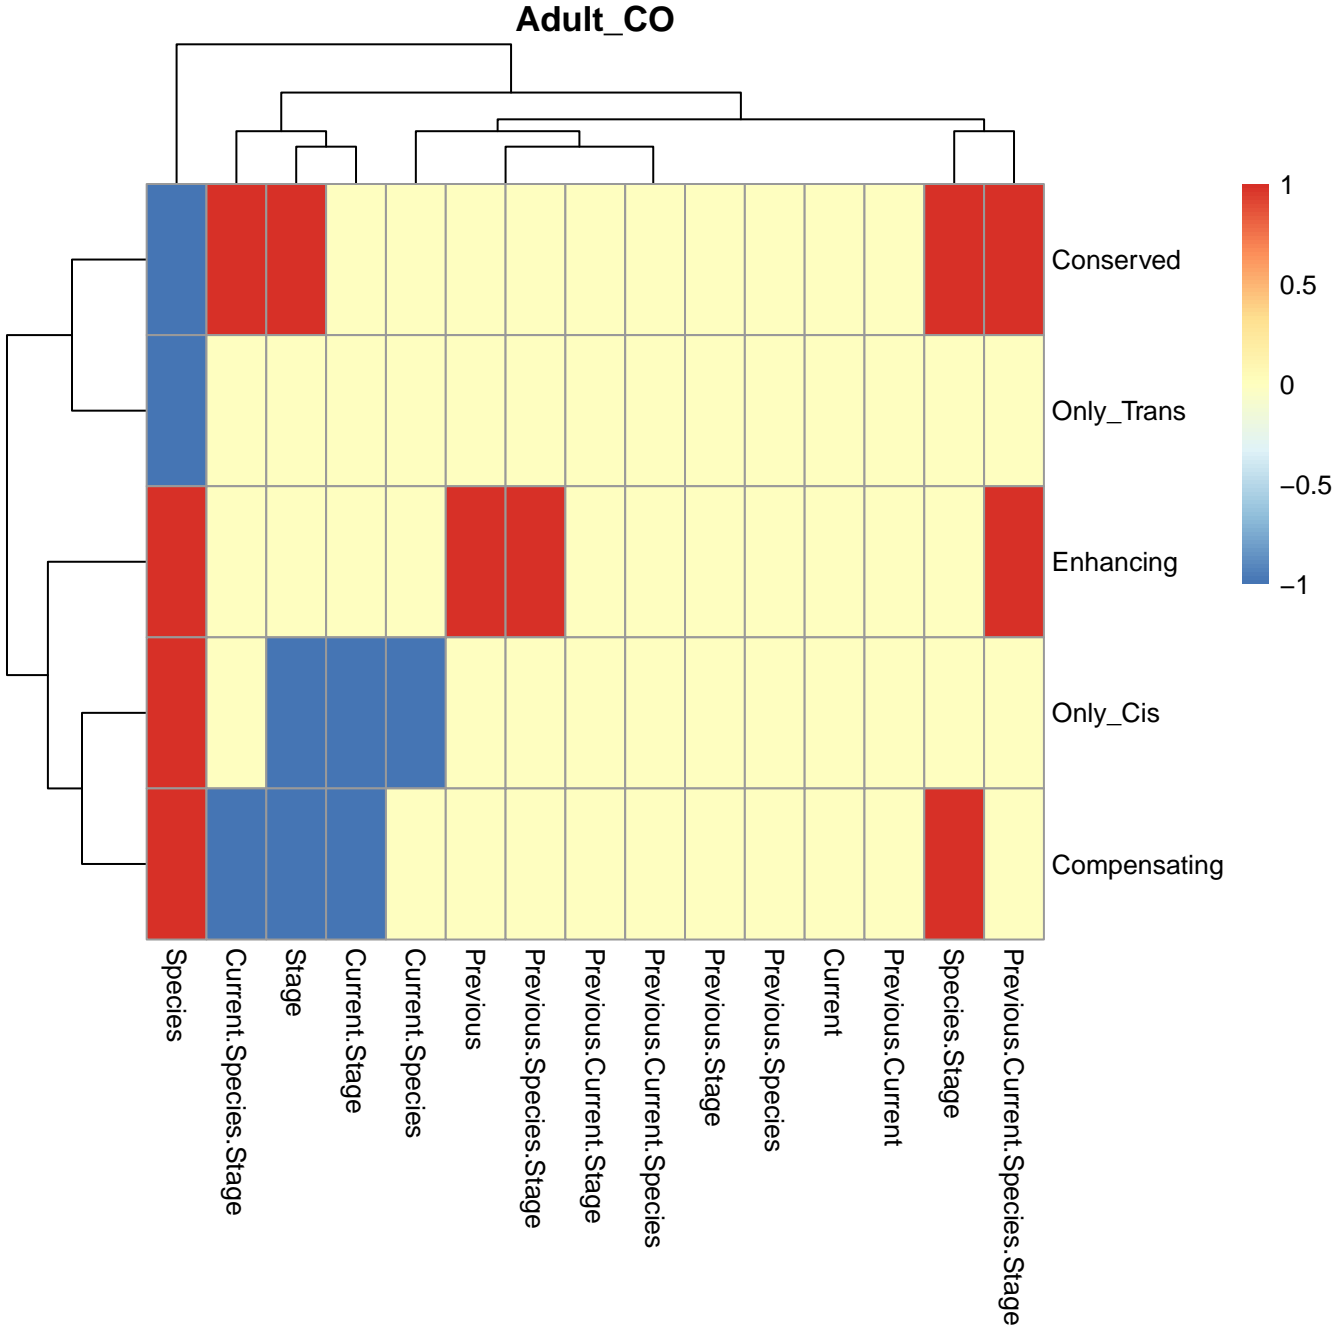 Adult_CO
1
0.5
0
−0.5
−1
Conserved
Only_Trans
Enhancing
Only_Cis
Compensating
Species
Current.Species.Stage
Stage
Current.Stage
Current.Species
Previous
Previous.Species.Stage
Previous.Current.Stage
Previous.Current.Species
Previous.Stage
Previous.Species
Current
Previous.Current
Species.Stage
Previous.Current.Species.Stage